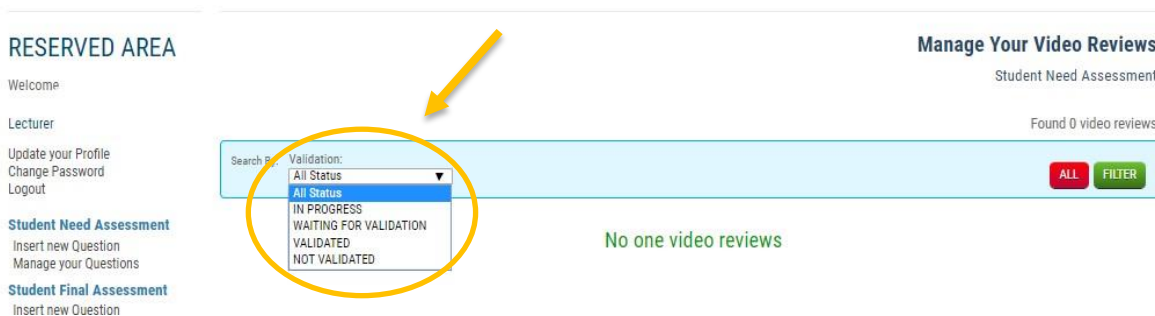 RESERVED AREA
Welcome
Lecturer
Update your Profile
Change Password
Logout
Student Need Assessment
Insert new Question
Manage your Questions
Student Final Assessment
Insert new Question
Manage Your Video Reviews
Student Need Assessment
Found 0 video reviews
Search By: Validation:
All Status
All Status
IN PROGRESS
WAITING FOR VALIDATION
VALIDATED
NOT VALIDATED
ALL FILTER
No one video reviews